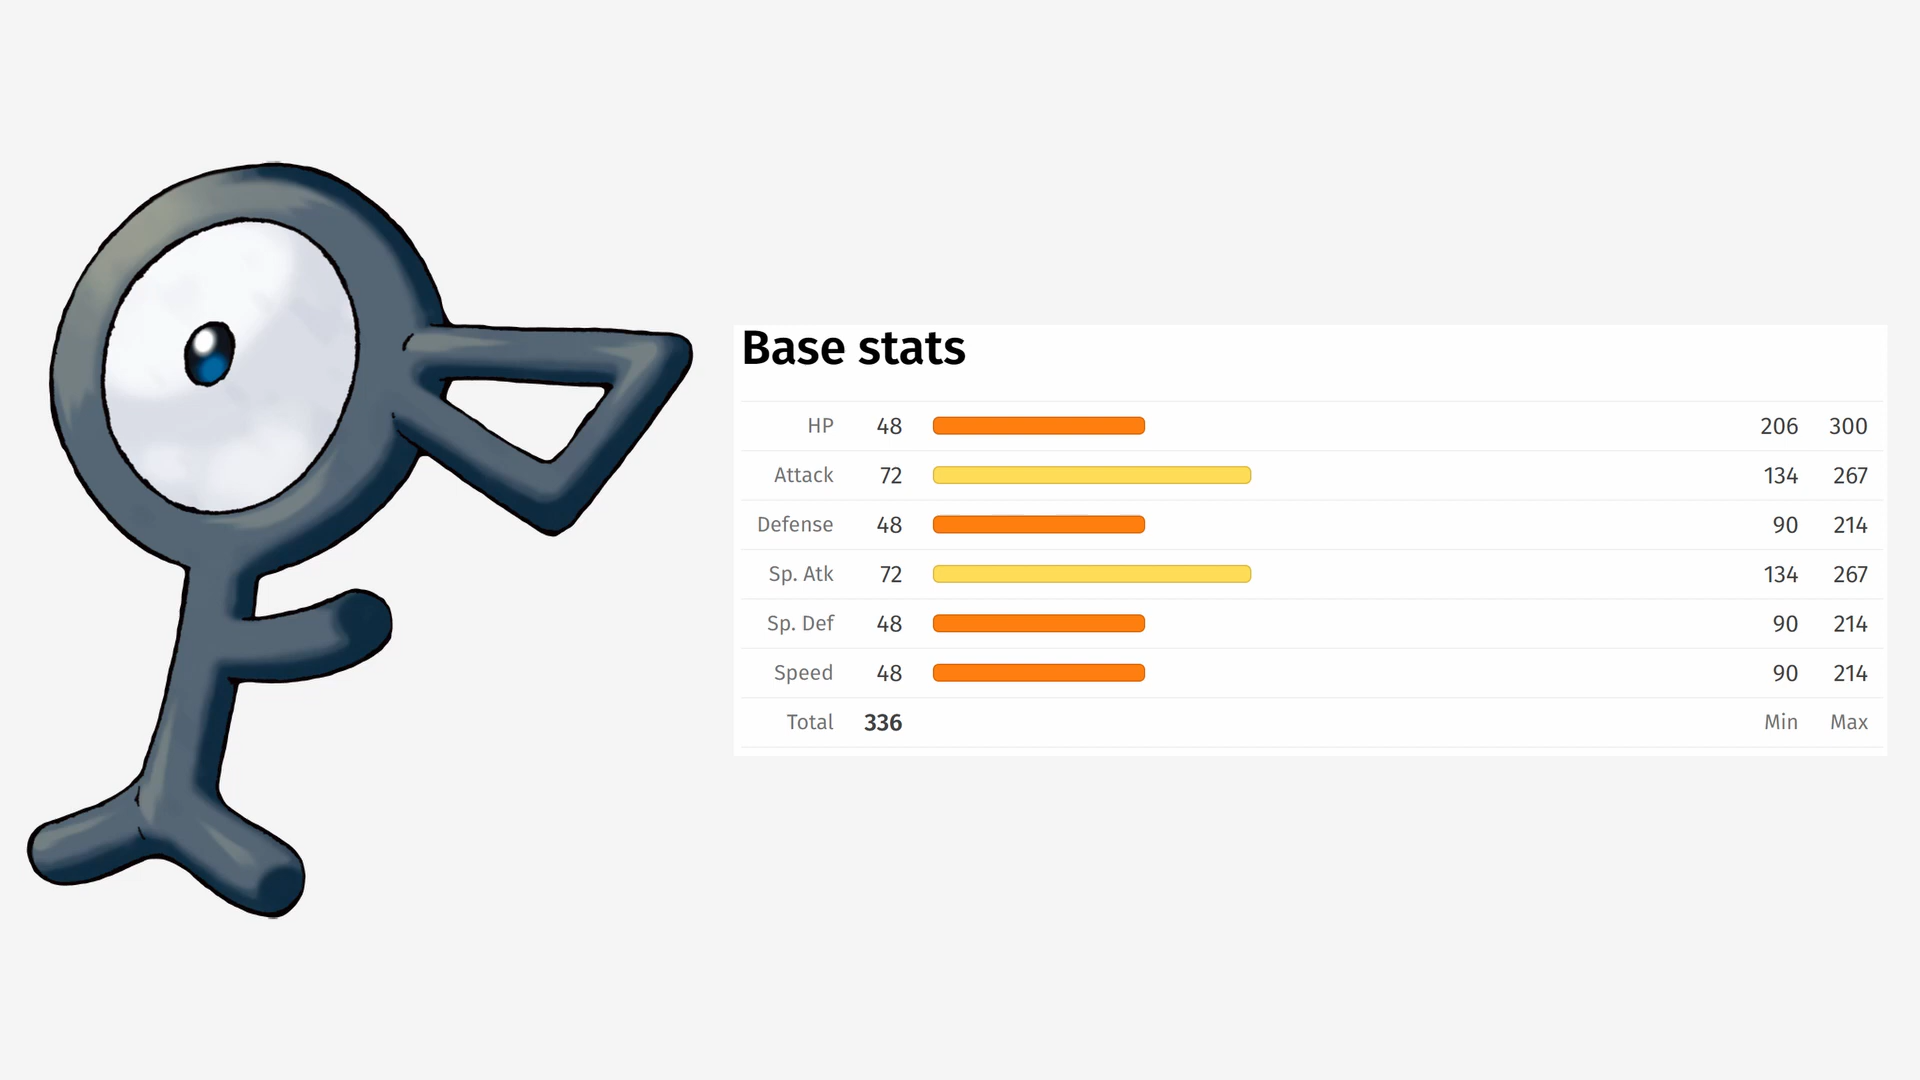 Base stats
HP 48 206 300
Attack 72 134 267
Defense 48 90 214
Sp. Atk 72 134 267
Sp. Def 48 90 214
Speed 48 90 214
Total 336 Min Max